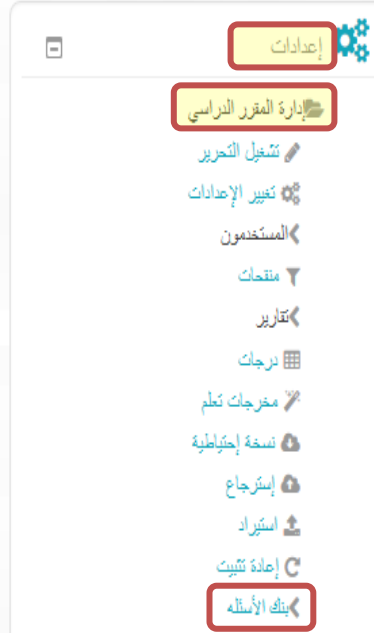 إعدادات
إدارة المقرر الدراسي
تشغيل التحرير
تغيير الإعدادات
المستخدمون
منقحات
تقارير
درجات
مخرجات تعلم
نسخة إحتياطية
إسترجاع
استيراد
إعادة تثبيت
بنك الأسئله